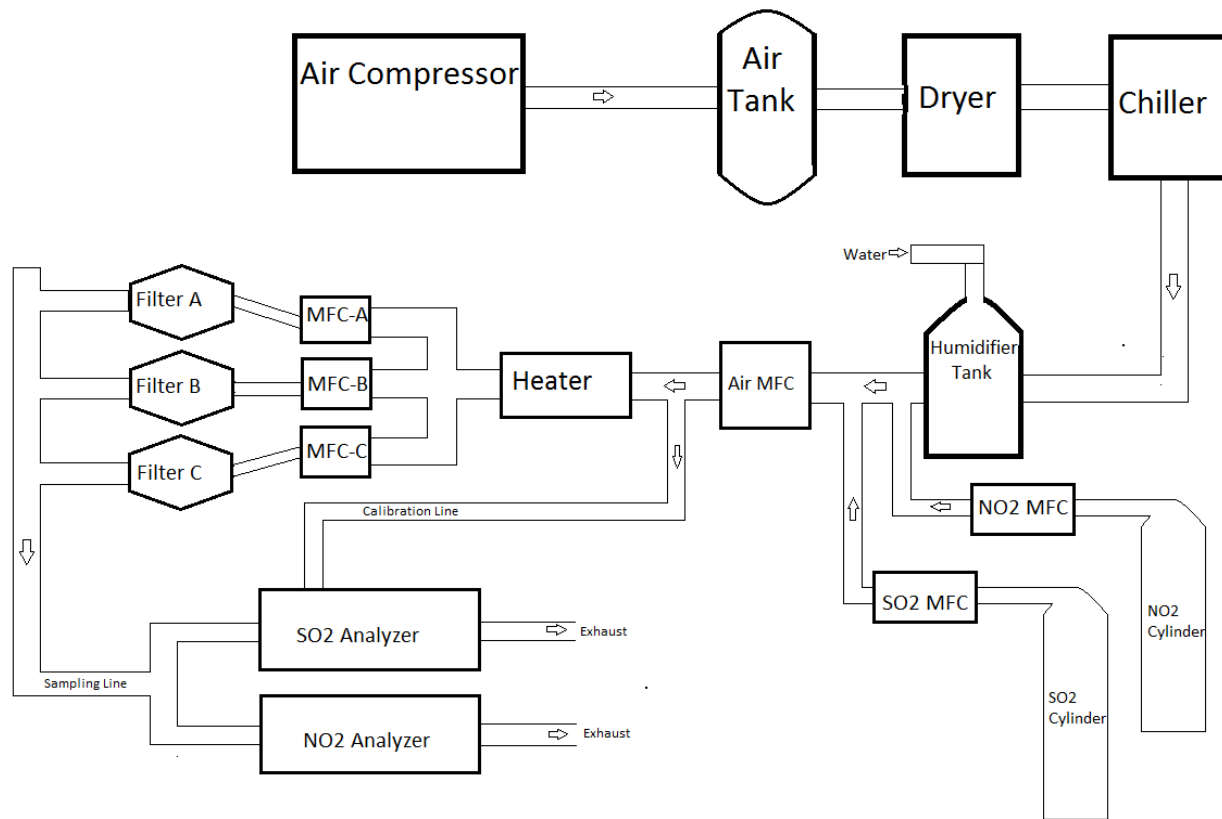 Air Compressor
Air
Tank
Dryer
Chiller
Water
Filter A
MFC-A
Humidifier
Tank
Filter B
MFC-B
Heater
Air MFC
Filter C
MFC-C
Calibration Line
NO2 MFC
SO2 MFC
NO2
Cylinder
SO2 Analyzer
Exhaust
Sampling Line
SO2
Cylinder
NO2 Analyzer
Exhaust